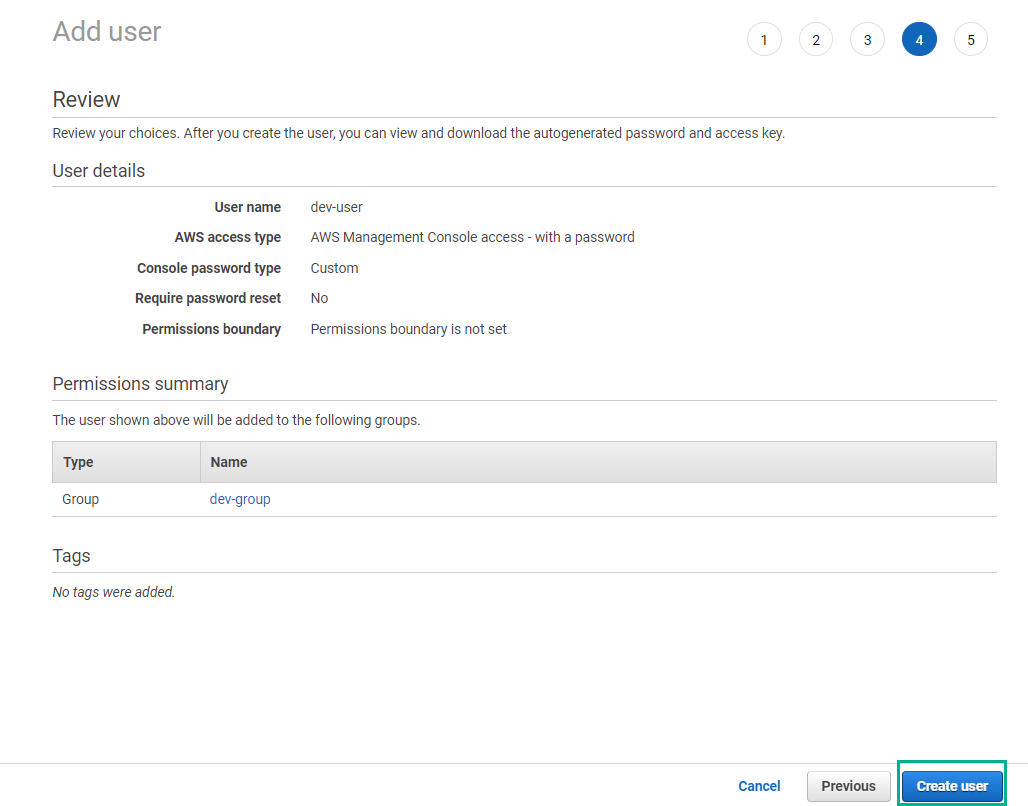 Add user
1 2 3 4 5
Review
Review your choices. After you create the user, you can view and download the autogenerated password and access key.
User details
User name dev-user
AWS access type AWS Management Console access - with a password
Console password type Custom
Require password reset No
Permissions boundary Permissions boundary is not set
Permissions summary
The user shown above will be added to the following groups.
Type Name
Group dev-group
Tags
No tags were added.
Cancel Previous Create user